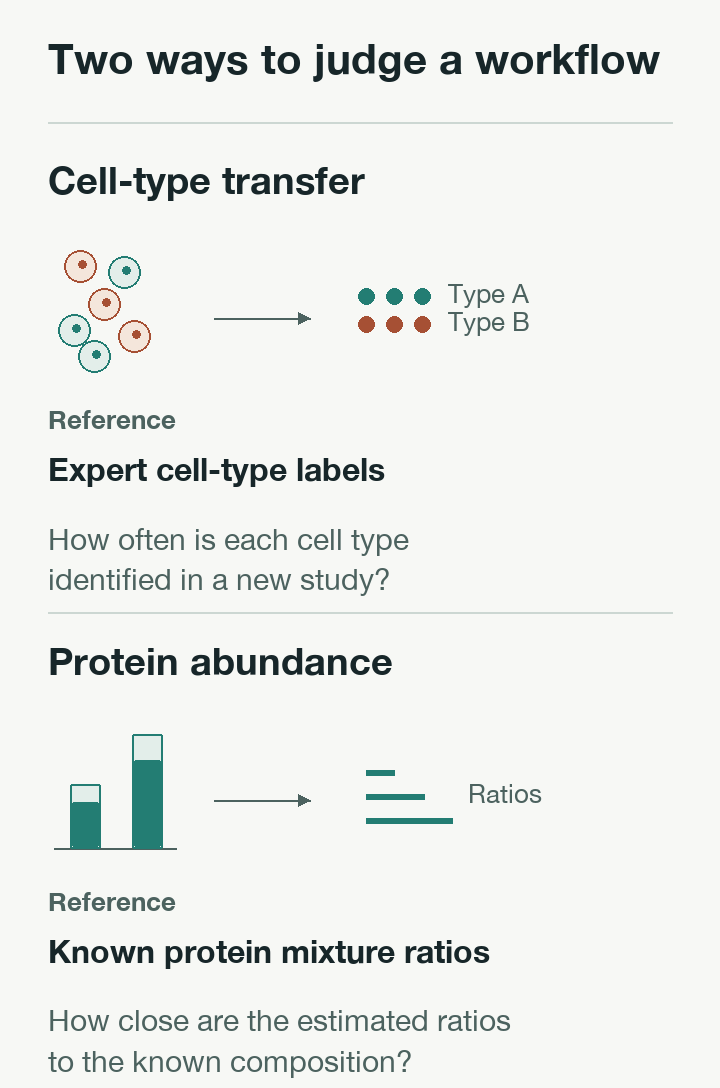 Two ways to judge a workflow
Cell-type transfer
Type A
Type B
Reference
Expert cell-type labels
How often is each cell type
identified in a new study?
Protein abundance
Ratios
Reference
Known protein mixture ratios
How close are the estimated ratios
to the known composition?